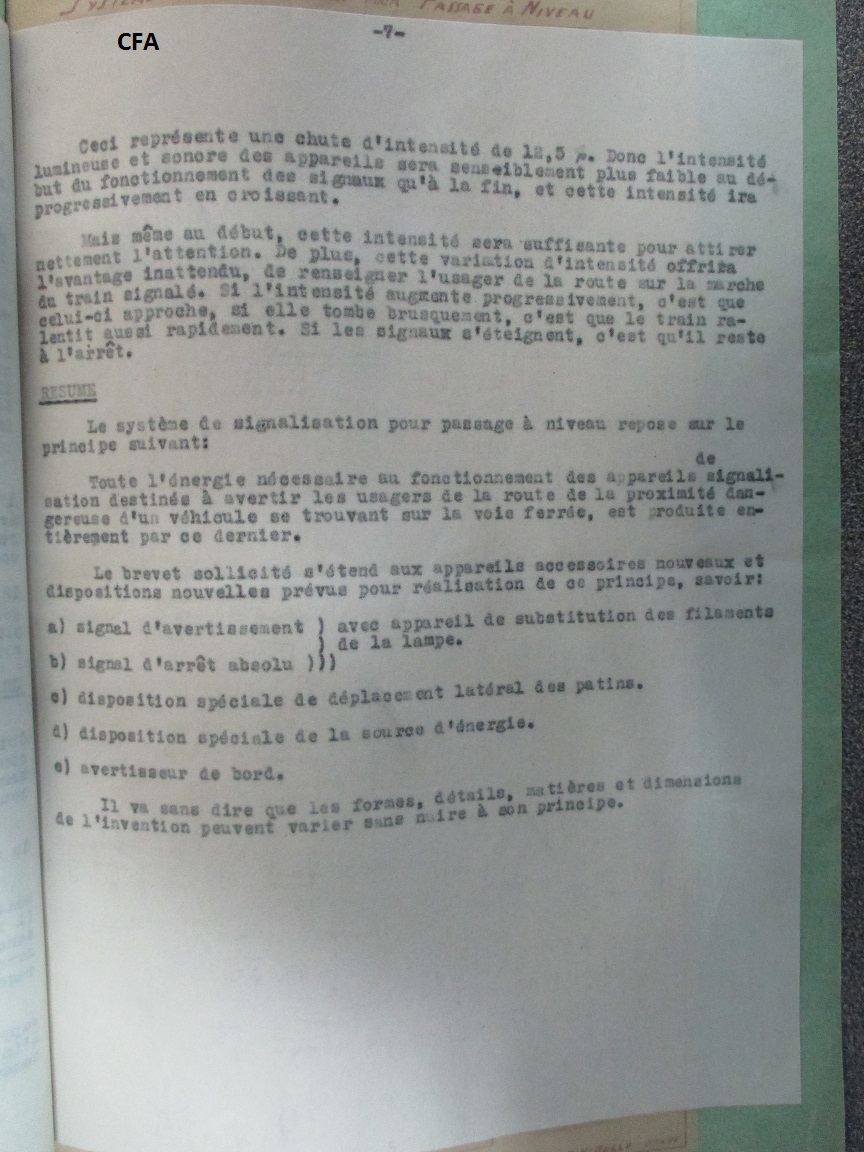 POUR PASSAGE À NIVEAU
CFA
-7-
Ceci représente une chute d'intensité de 12,5 Donc l'intensité
lumineuse et sonore des appareils sera sensiblement plus faible au dé-
but du fonctionnement des signaux qu'à la fin, et cette intensité ira
progressivement en croissant.
Mais même au début, cette intensité sera suffisante pour attirer
nettement l'attention. De plus, cette variation d'intensité offrira
l'avantage inattendu, de renseigner l'usager de la route sur la marche
du train signalé. Si l'intensité augmente progressivement, c'est que
celui-ci approche, si elle tombe brusquement, c'est que le train ra-
lentit aussi rapidement. Si les signaux s'éteignent, c'est qu'il reste
à l'arrêt.
RESUME
Le système de signalisation pour passage à niveau repose sur le
principe suivant:
de
Toute l'énergie nécessaire au fonctionnement des appareils signali-
sation destinés à avertir les usagers de la route de la proximité dan-
gereuse d'un véhicule se trouvant sur la voie ferrée, est produite en-
tièrement par ce dernier.
Le brevet sollicité s'étend aux appareils accessoires nouveaux et
dispositions nouvelles prévus pour réalisation de ce principe, savoir:
a) signal d'avertissement ) avec appareil de substitution des filaments
) de la lampe.
b) signal d'arrêt absolu )))
c) disposition spéciale de déplacement latéral des patins.
d) disposition spéciale de la source d'énergie.
e) avertisseur de bord.
Il va sans dire que les formes, détails, matières et dimensions
de l'invention peuvent varier sans nuire à son principe.